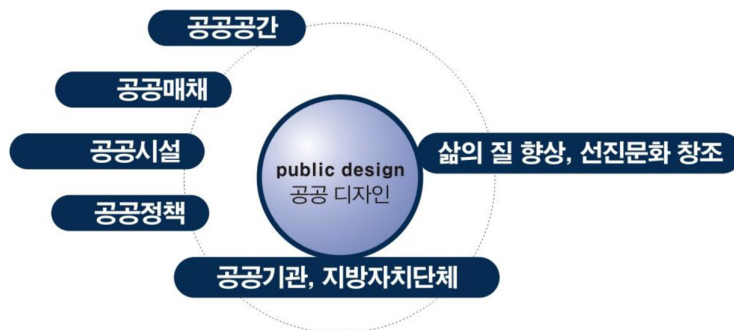 공공공간
공공매채
공공시설
공공정책
public design
공공 디자인
삶의 질 향상, 선진문화 창조
공공기관, 지방자치단체